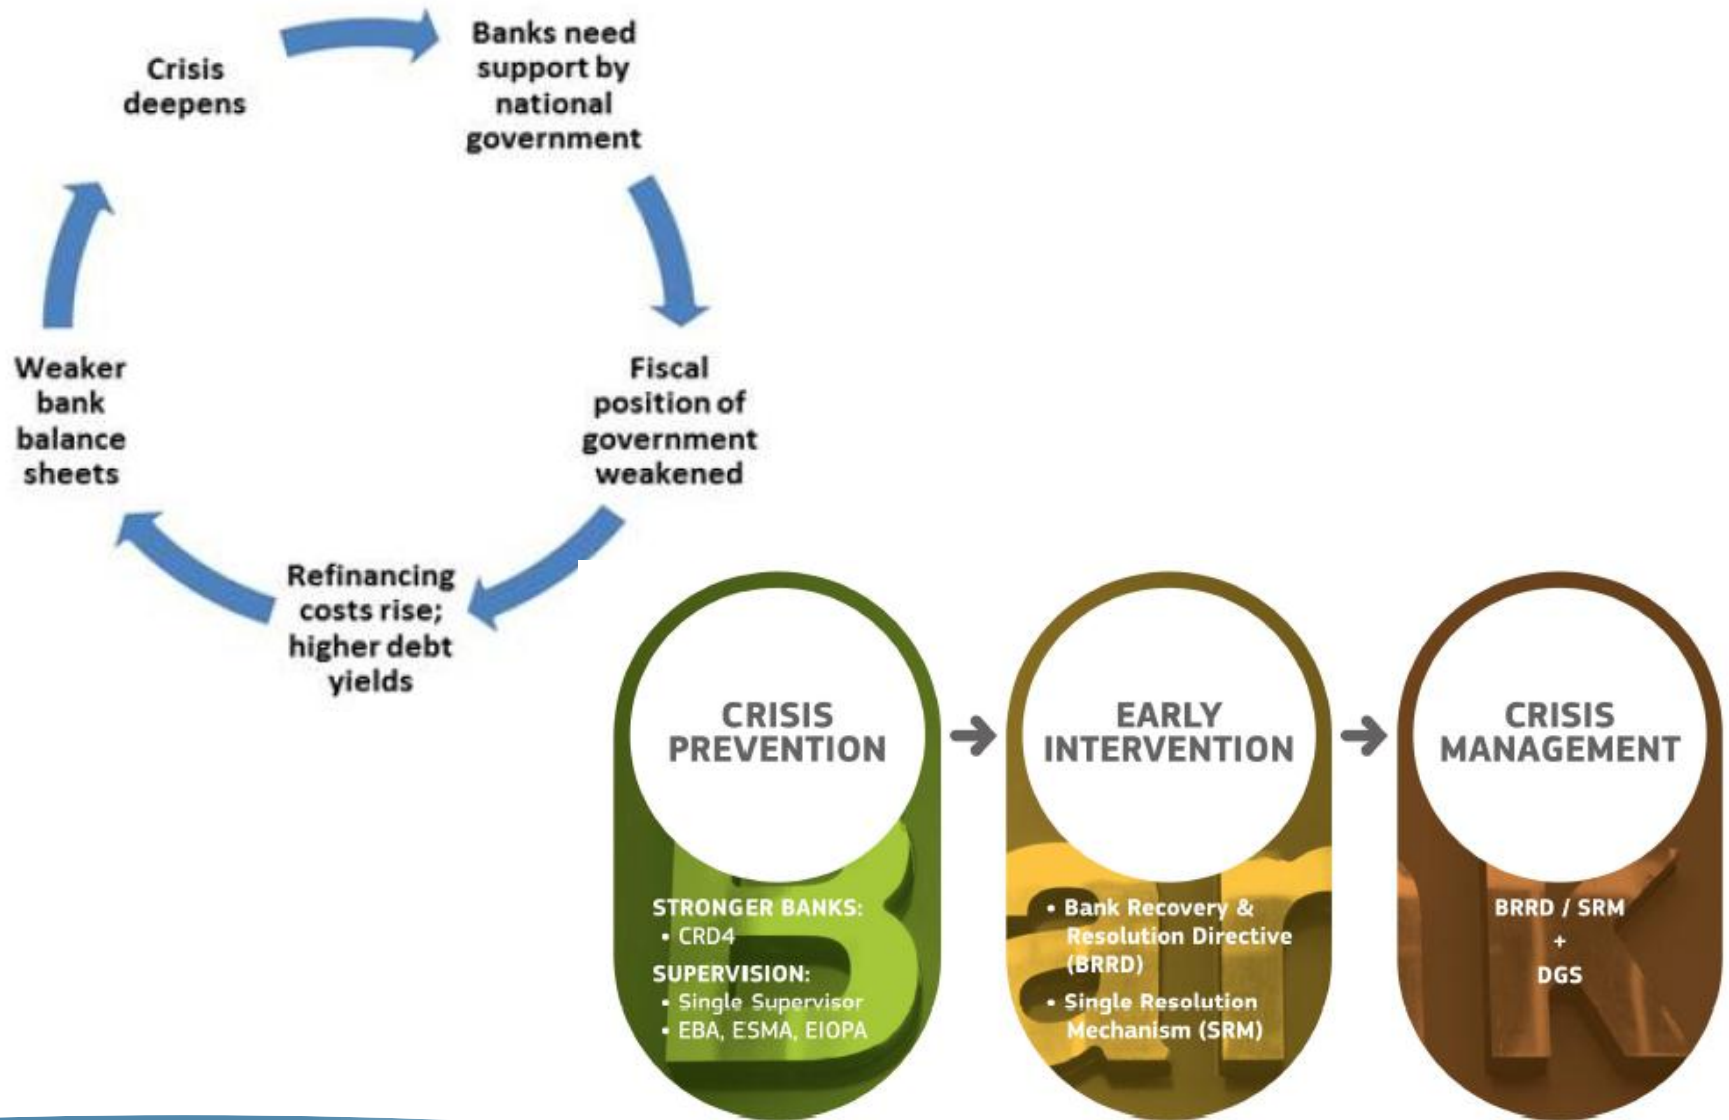 Crisis
deepens
Banks need
support by
national
government
Fiscal
position of
government
weakened
Refinancing
costs rise;
higher debt
yields
Weaker
bank
balance
sheets
CRISIS
PREVENTION
STRONGER BANKS:
• CRD4
SUPERVISION:
• Single Supervisor
• EBA, ESMA, EIOPA
EARLY
INTERVENTION
• Bank Recovery &
Resolution Directive
(BRRD)
• Single Resolution
Mechanism (SRM)
CRISIS
MANAGEMENT
BRRD / SRM
+
DGS